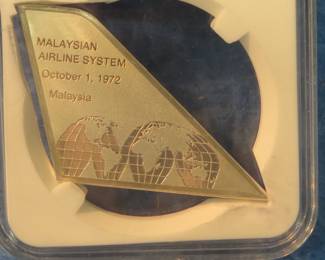 MALAYSIAN
AIRLINE SYSTEM
October 1, 1972
Malaysia